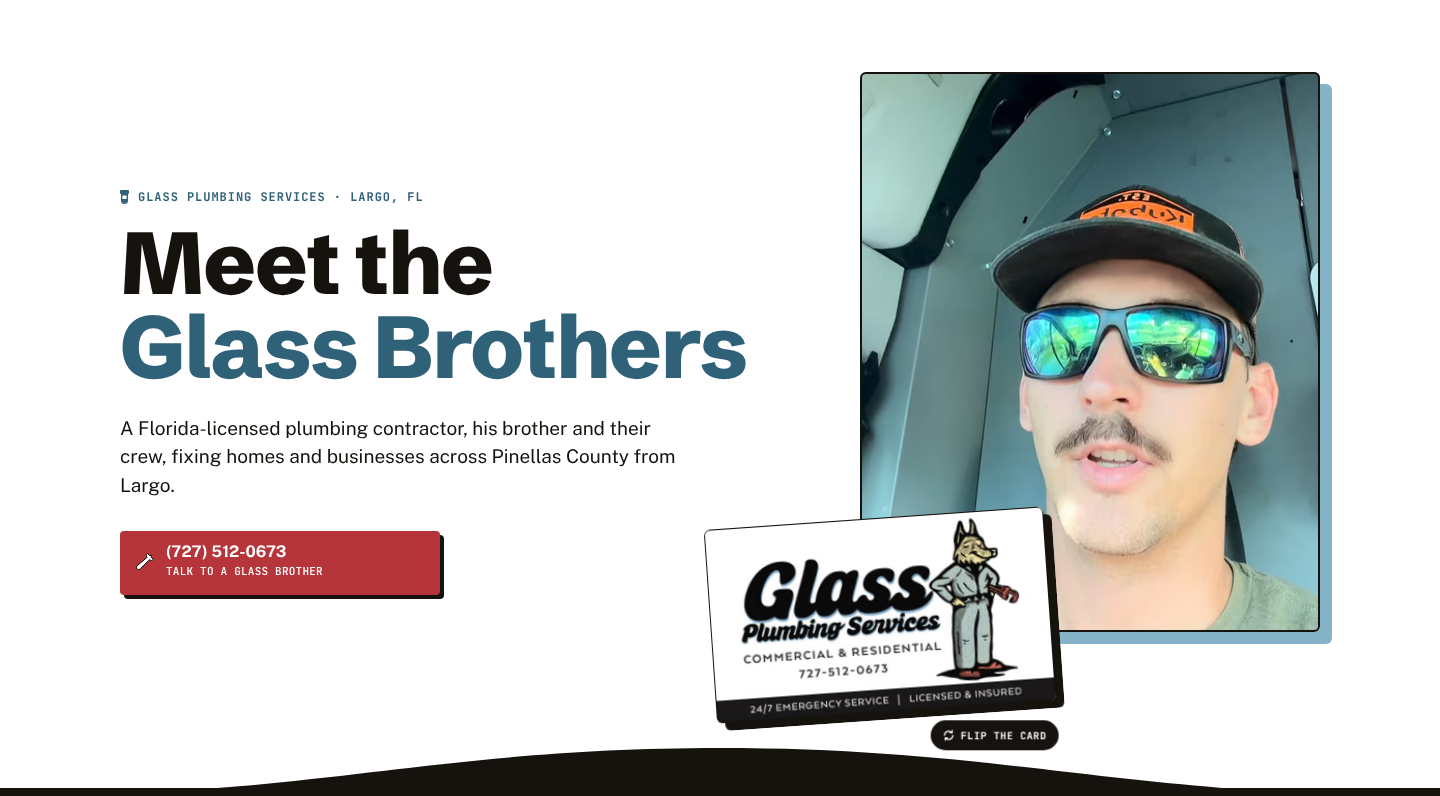 GLASS PLUMBING SERVICES · LARGO, FL
Meet the
Glass Brothers
A Florida-licensed plumbing contractor, his brother and their
crew, fixing homes and businesses across Pinellas County from
Largo.
(727) 512-0673
TALK TO A GLASS BROTHER
EST.
Kubota
Glass
Plumbing Services
COMMERCIAL & RESIDENTIAL
727-512-0673
24/7 EMERGENCY SERVICE | LICENSED & INSURED
FLIP THE CARD